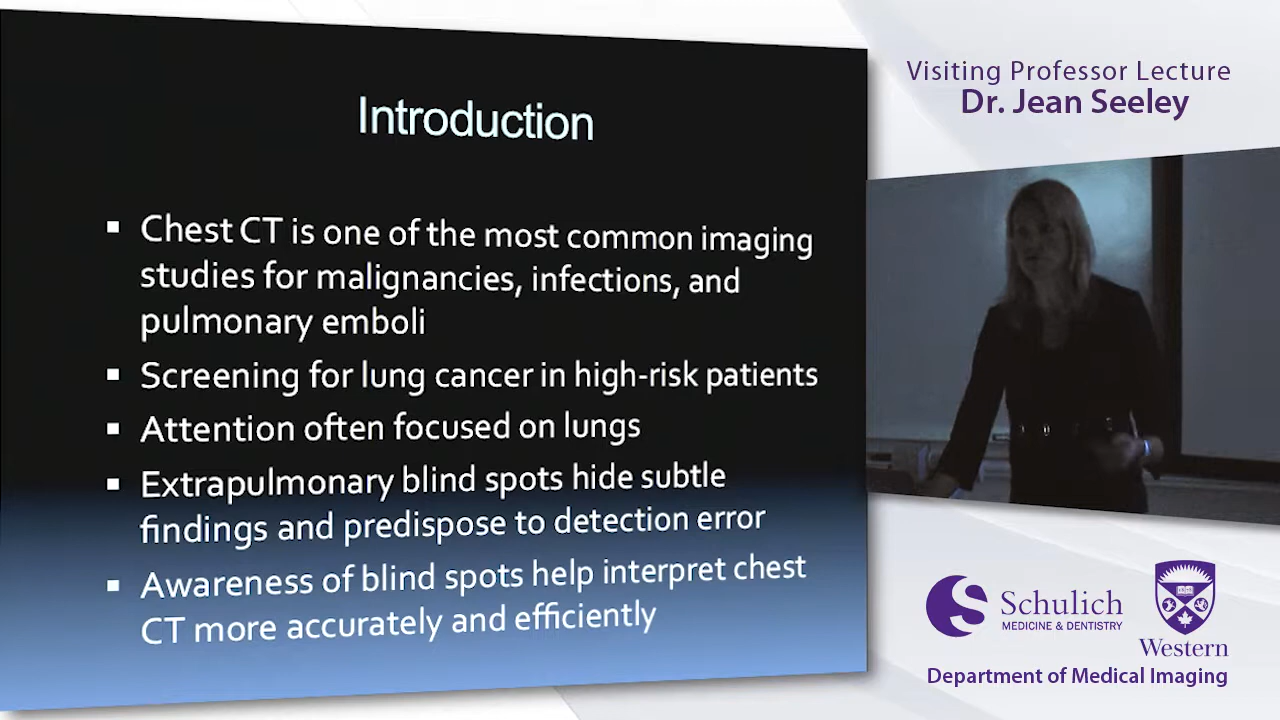 Introduction
▪ Chest CT is one of the most common imaging
studies for malignancies, infections, and
pulmonary emboli
▪ Screening for lung cancer in high-risk patients
▪ Attention often focused on lungs
▪ Extrapulmonary blind spots hide subtle
findings and predispose to detection error
▪ Awareness of blind spots help interpret chest
CT more accurately and efficiently
Visiting Professor Lecture
Dr. Jean Seeley
Schulich
MEDICINE & DENTISTRY
Western
Department of Medical Imaging